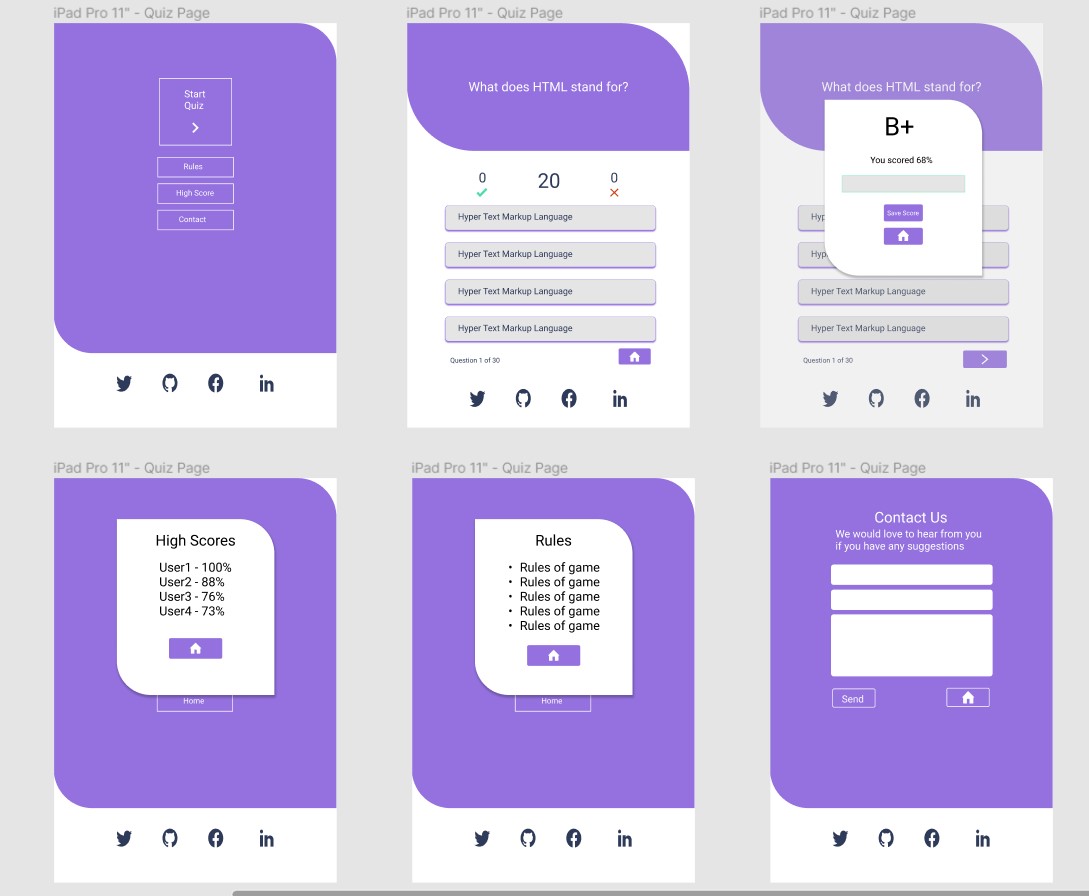 iPad Pro 11" - Quiz Page
Start
Quiz
Rules
High Score
Contact
iPad Pro 11" - Quiz Page
What does HTML stand for?
0
20
0
Hyper Text Markup Language
Hyper Text Markup Language
Hyper Text Markup Language
Hyper Text Markup Language
Question 1 of 30
in
iPad Pro 11" - Quiz Page
What does HTML stand for?
B+
You scored 68%
Save Score
Hyp
Hyp
Hyper Text Markup Language
Hyper Text Markup Language
Question 1 of 30
in
in
iPad Pro 11" - Quiz Page
High Scores
User1 - 100%
User2 - 88%
User3 - 76%
User4 - 73%
Home
in
iPad Pro 11" - Quiz Page
Rules
• Rules of game
• Rules of game
• Rules of game
• Rules of game
• Rules of game
Home
in
iPad Pro 11" - Quiz Page
Contact Us
We would love to hear from you
if you have any suggestions
Send
in